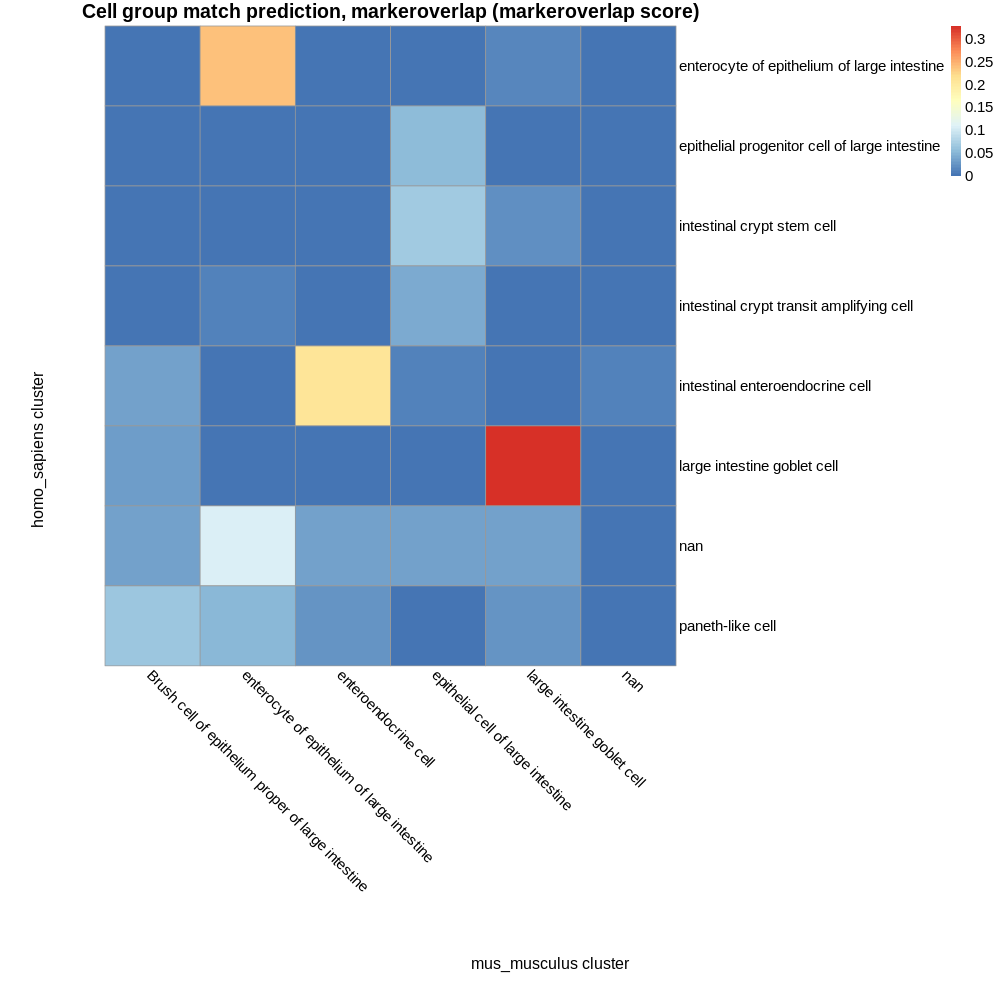 Cell group match prediction, markeroverlap (markeroverlap score)
0.3
0.25
0.2
0.15
0.1
0.05
0
enterocyte of epithelium of large intestine
epithelial progenitor cell of large intestine
intestinal crypt stem cell
intestinal crypt transit amplifying cell
intestinal enteroendocrine cell
large intestine goblet cell
nan
paneth-like cell
homo_sapiens cluster
Brush cell of epithelium proper of large intestine
enterocyte of epithelium of large intestine
enteroendocrine cell
epithelial cell of large intestine
large intestine goblet cell
nan
mus_musculus cluster